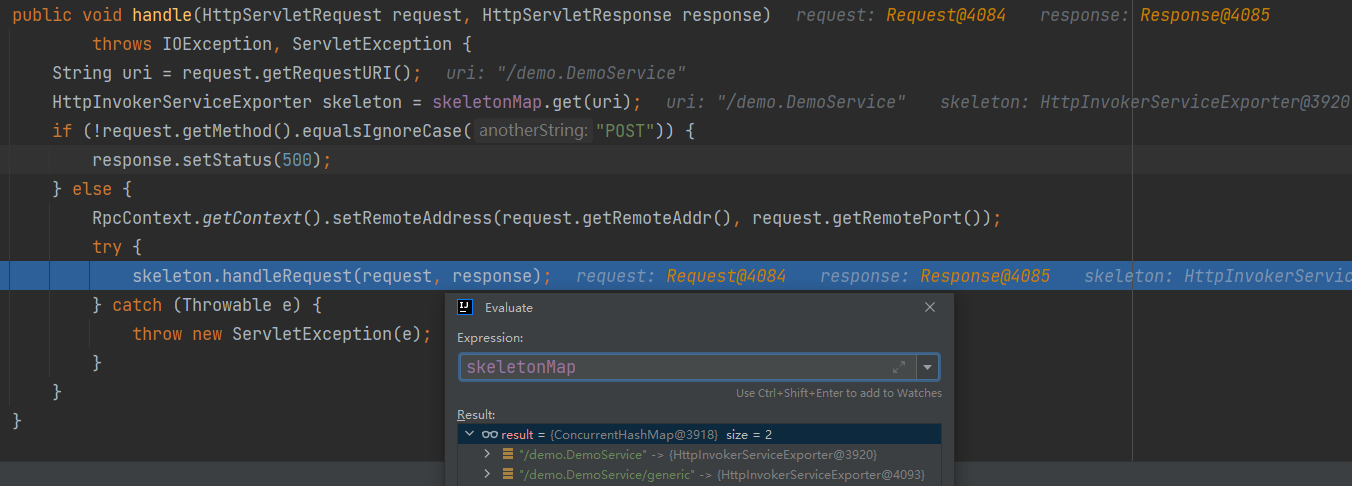 public void handle(HttpServletRequest request, HttpServletResponse response)   request: Request@4084   response: Response@4085
        throws IOException, ServletException {
    String uri = request.getRequestURI();   uri: "/demo.DemoService"
    HttpInvokerServiceExporter skeleton = skeletonMap.get(uri);   uri: "/demo.DemoService"   skeleton: HttpInvokerServiceExporter@3920
    if (!request.getMethod().equalsIgnoreCase( anotherString: "POST")) {
        response.setStatus(500);
    } else {
        RpcContext.getContext().setRemoteAddress(request.getRemoteAddr(), request.getRemotePort());
        try {
            skeleton.handleRequest(request, response);   request: Request@4084   response: Response@4085   skeleton: HttpInvokerServic
        } catch (Throwable e) {
            throw new ServletException(e);
        }
    }
}
Evaluate
Expression:
skeletonMap
Use Ctrl+Shift+Enter to add to Watches
Result:
result = {ConcurrentHashMap@3918}  size = 2
"/demo.DemoService" -> {HttpInvokerServiceExporter@3920}
"/demo.DemoService/generic" -> {HttpInvokerServiceExporter@4093}